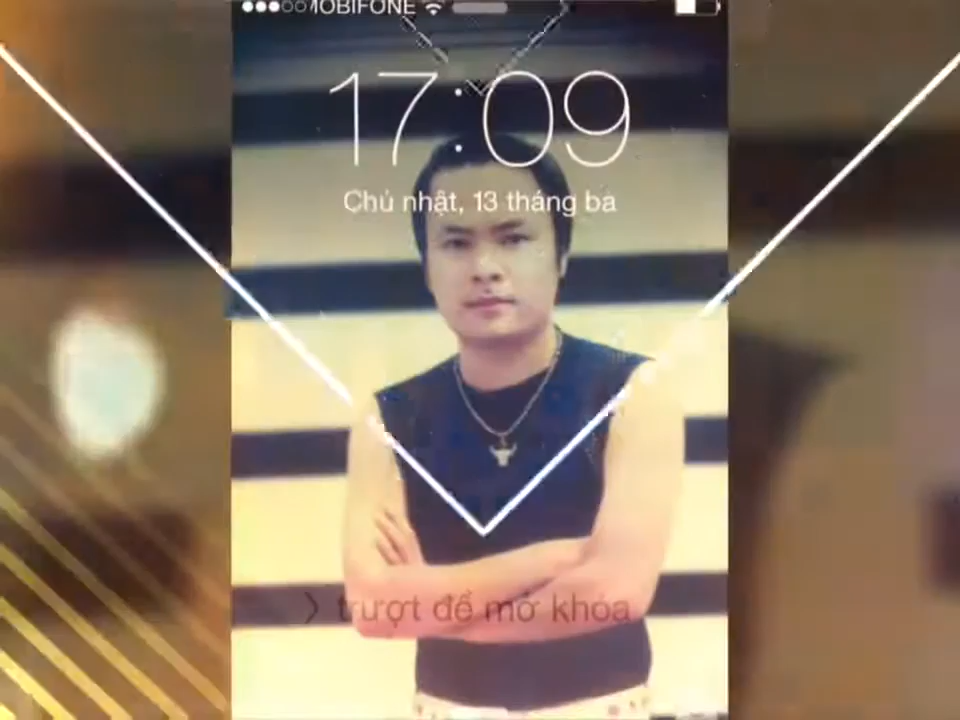 MOBIFONE
17:09
Chủ nhật, 13 tháng ba
trượt để mở khóa